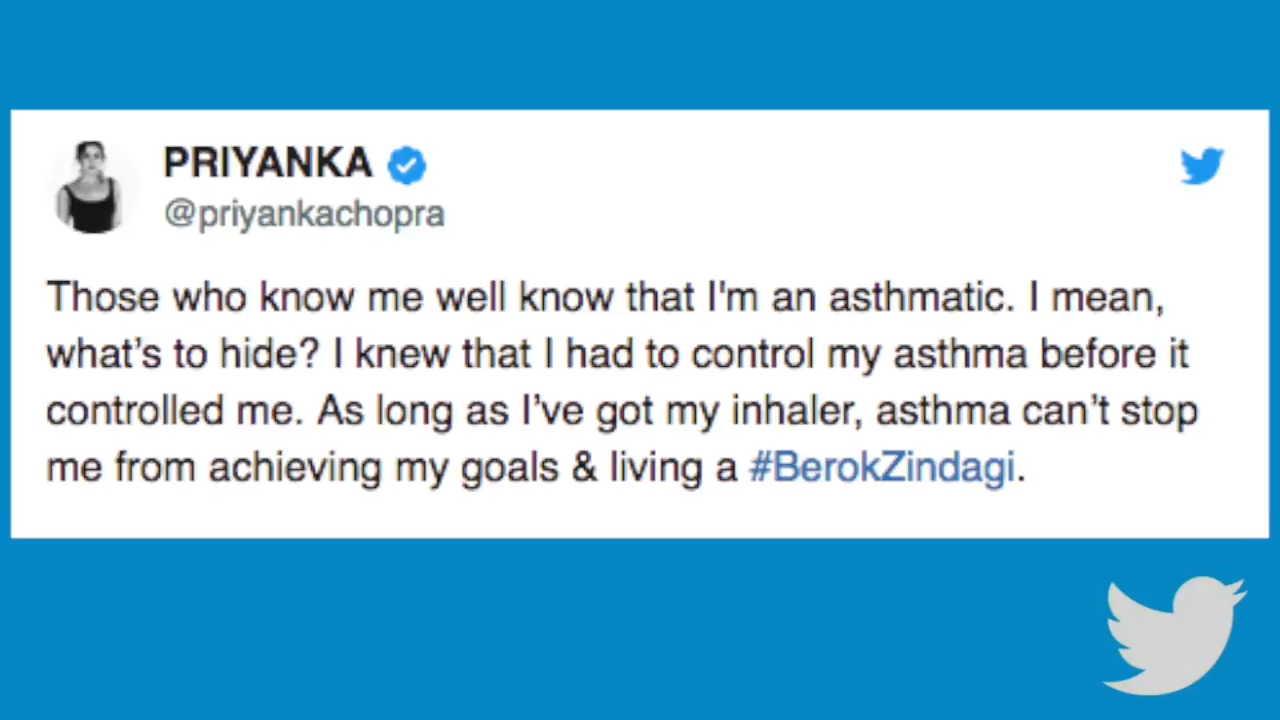 PRIYANKA
@priyankachopra
Those who know me well know that I'm an asthmatic. I mean,
what’s to hide? I knew that I had to control my asthma before it
controlled me. As long as I’ve got my inhaler, asthma can’t stop
me from achieving my goals & living a #BerokZindagi.